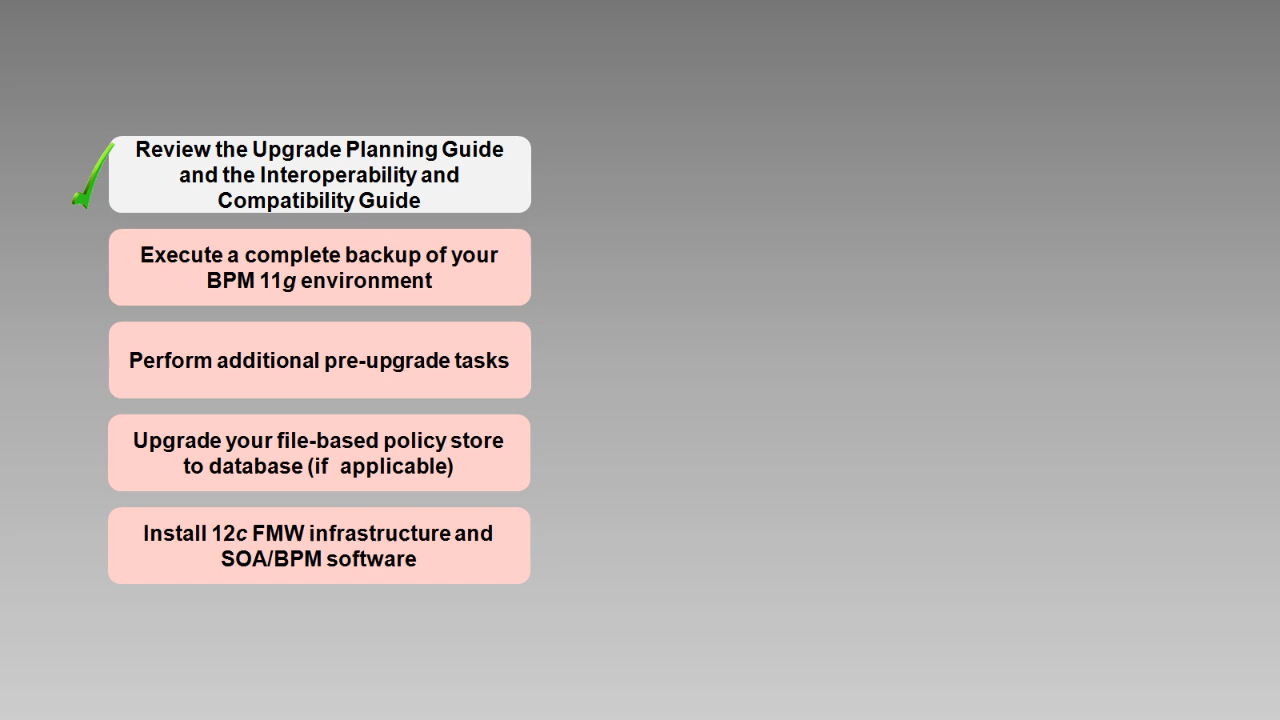 Review the Upgrade Planning Guide
and the Interoperability and
Compatibility Guide
Execute a complete backup of your
BPM 11g environment
Perform additional pre-upgrade tasks
Upgrade your file-based policy store
to database (if applicable)
Install 12c FMW infrastructure and
SOA/BPM software